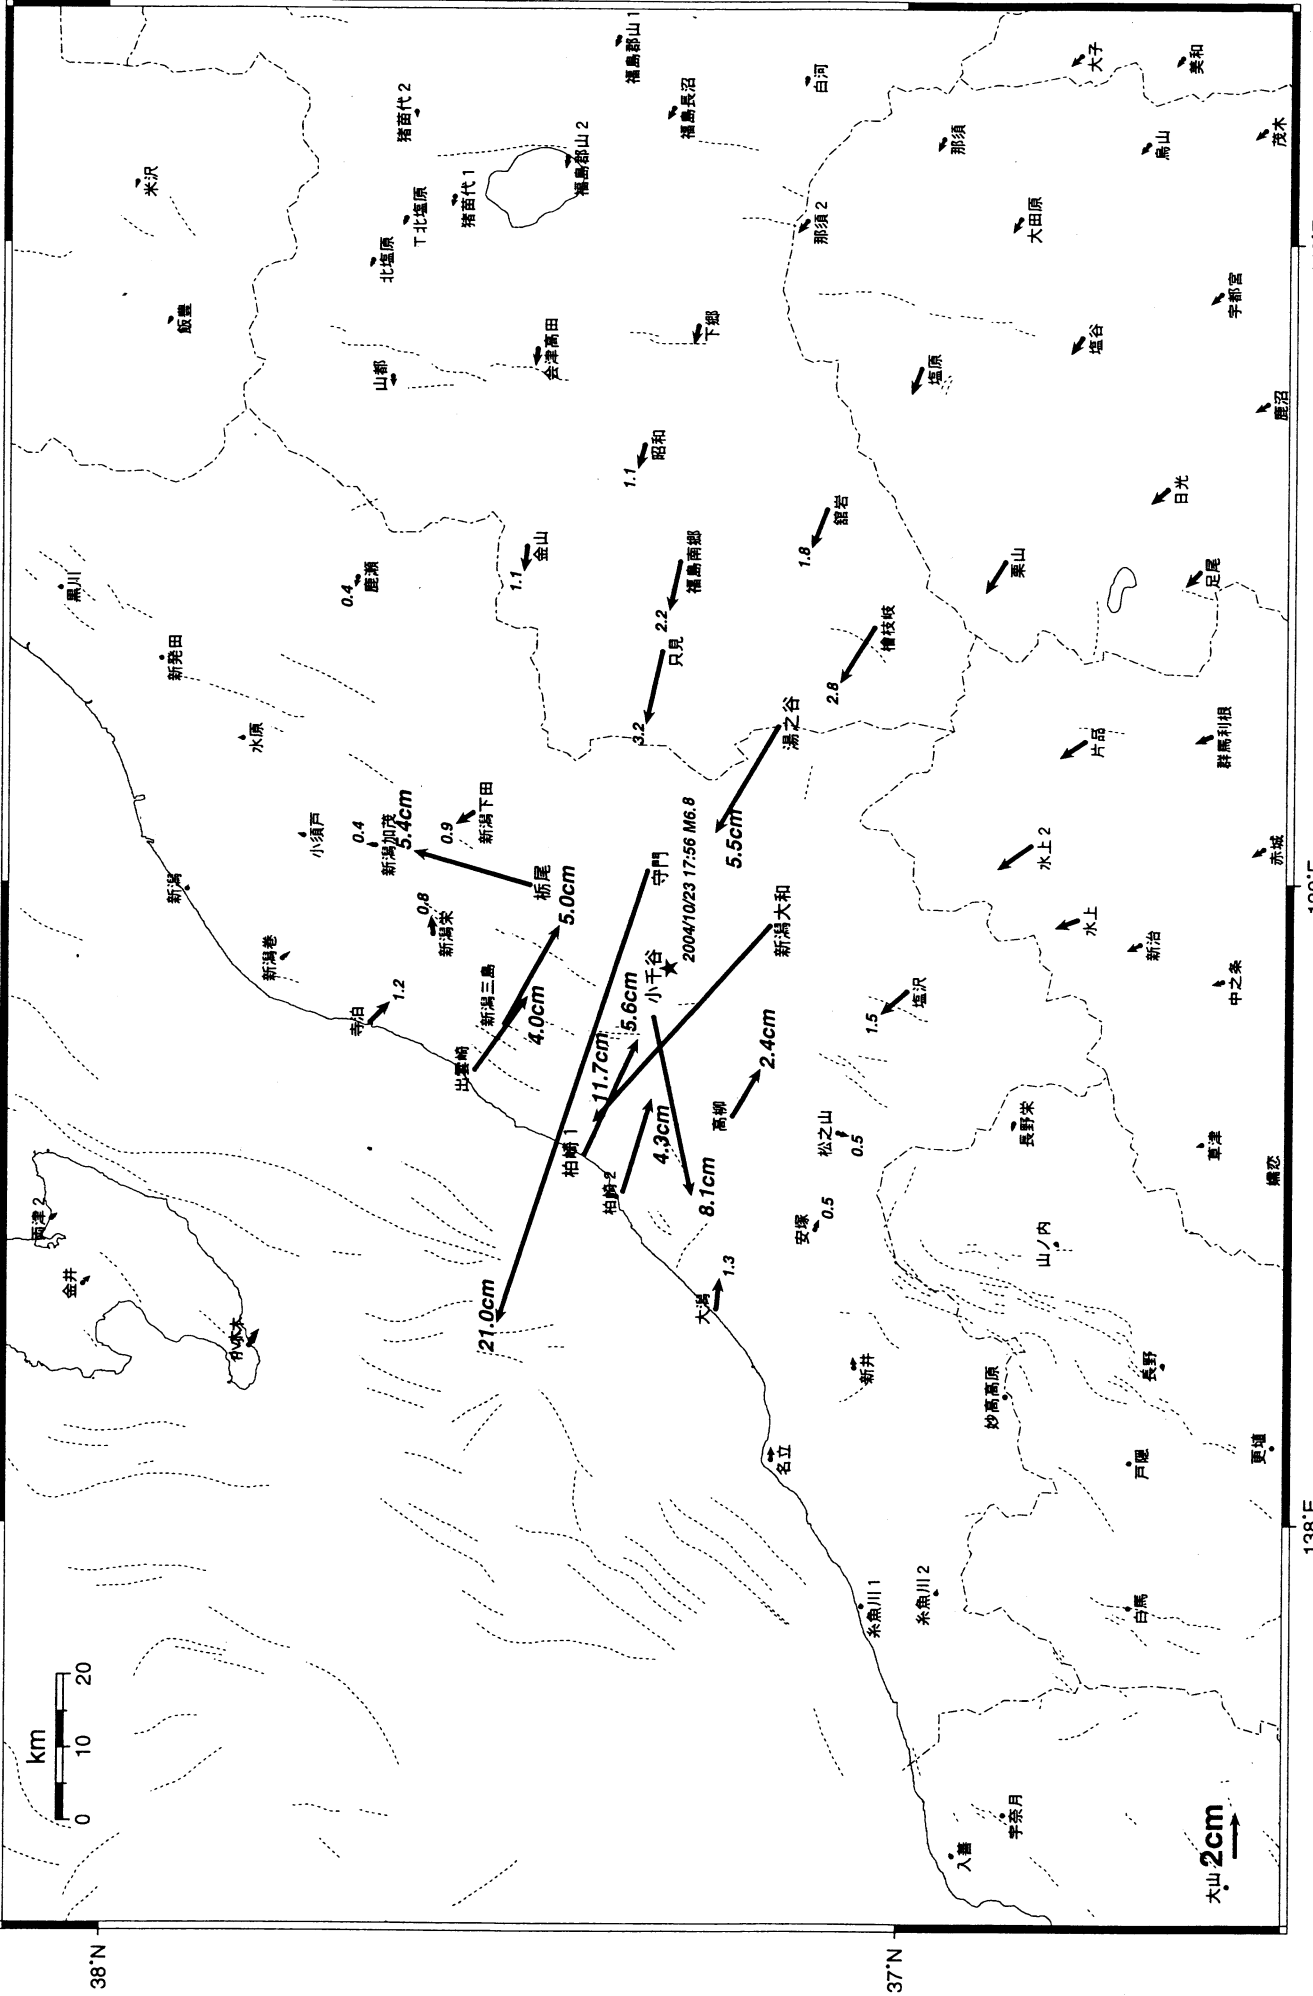 km
0 10 20
38°N
37°N
138°E
2cm
大山
入善
宇奈月
糸魚川1
糸魚川2
白馬
名立
戸隠
更埴
妙高高原
長野
新井
山ノ内
大潟
1.3
安塚
0.5
松之山
0.5
長野栄
草津
嬬恋
小木
金井
両津2
21.0cm
柏崎2
4.3cm
8.1cm
柏崎1
11.7cm
5.6cm
高柳
2.4cm
出雲崎
新潟三島
4.0cm
5.0cm
寺泊
1.2
新潟巻
新潟
新潟栄
0.8
小千谷
2004/10/23 17:56 M6.8
新潟大和
塩沢
1.5
水上
新治
中之条
栃尾
5.4cm
守門
新潟加茂
0.4
小須戸
新潟下田
0.9
5.5cm
湯之谷
水上2
赤城
片品
群馬利根
水原
新発田
黒川
鹿瀬
0.4
只見
3.2
福島南郷
2.2
金山
1.1
檜枝岐
2.8
舘岩
1.8
栗山
足尾
日光
昭和
1.1
山都
会津高田
下郷
塩原
塩谷
鹿沼
宇都宮
飯豊
米沢
北塩原
T北塩原
猪苗代1
猪苗代2
福島郡山2
福島郡山1
福島長沼
白河
那須2
那須
大田原
烏山
茂木
大子
美和